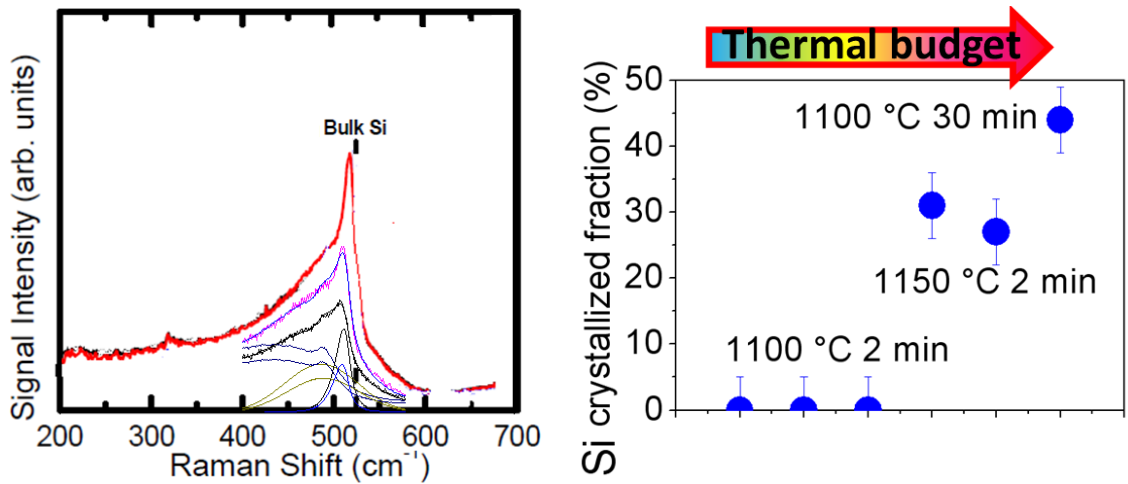 Signal Intensity (arb. units)
Bulk Si
200 300 400 500 600 700
Raman Shift (cm⁻¹)
Thermal budget
Si crystallized fraction (%)
50
40
30
20
10
0
1100 °C 30 min
1150 °C 2 min
1100 °C 2 min